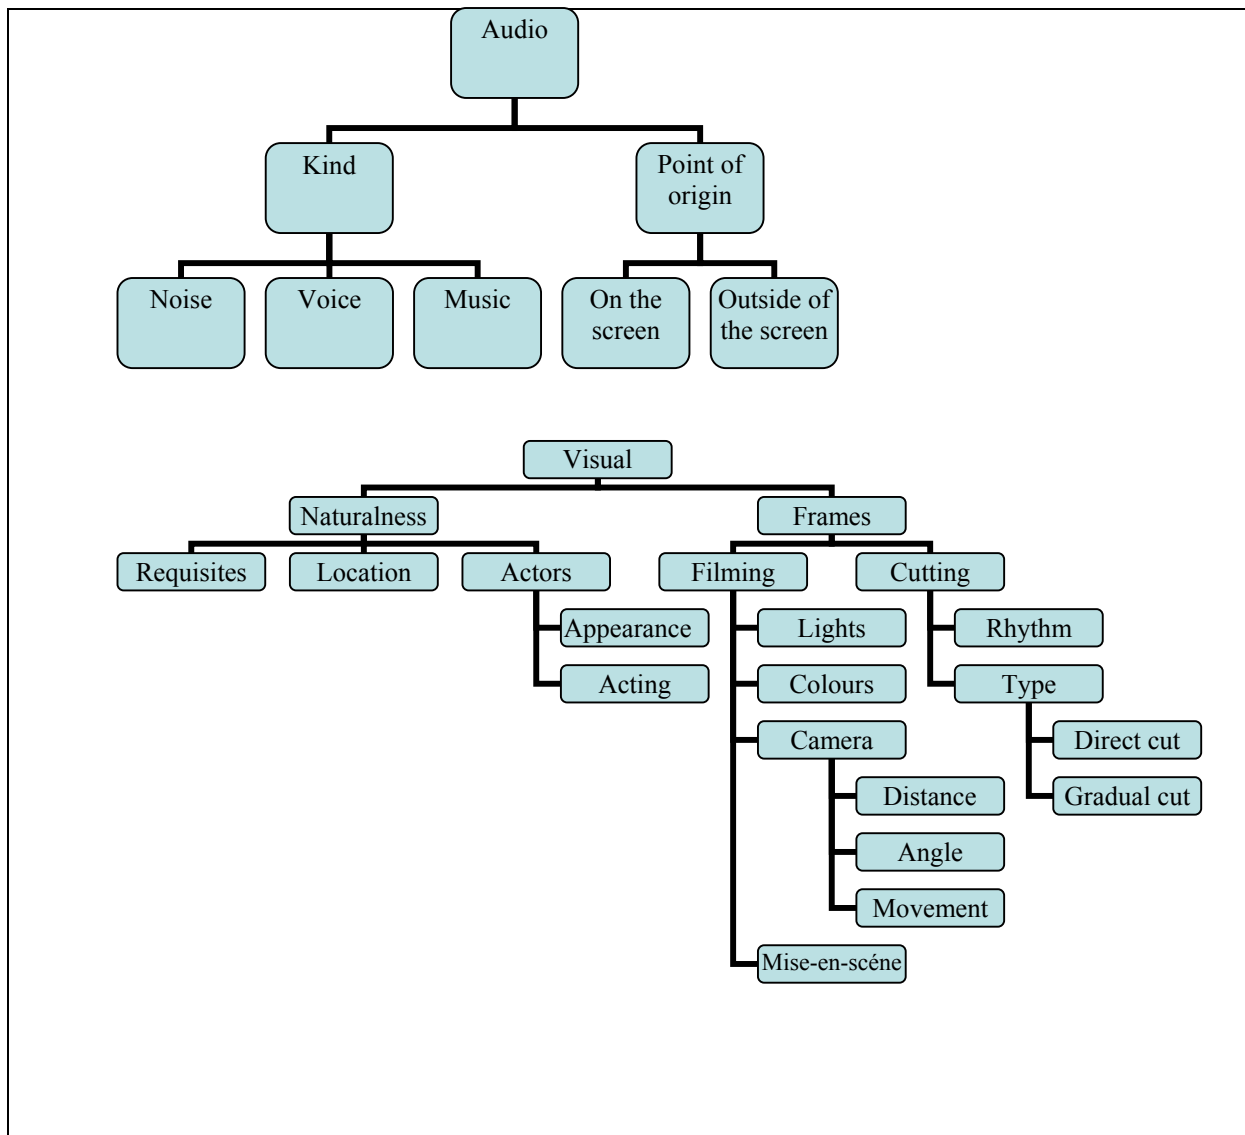 Audio
Kind
Point of
origin
Noise
Voice
Music
On the
screen
Outside of
the screen
Visual
Naturalness
Frames
Requisites
Location
Actors
Filming
Cutting
Appearance
Lights
Rhythm
Acting
Colours
Type
Camera
Direct cut
Distance
Gradual cut
Angle
Movement
Mise-en-scéne